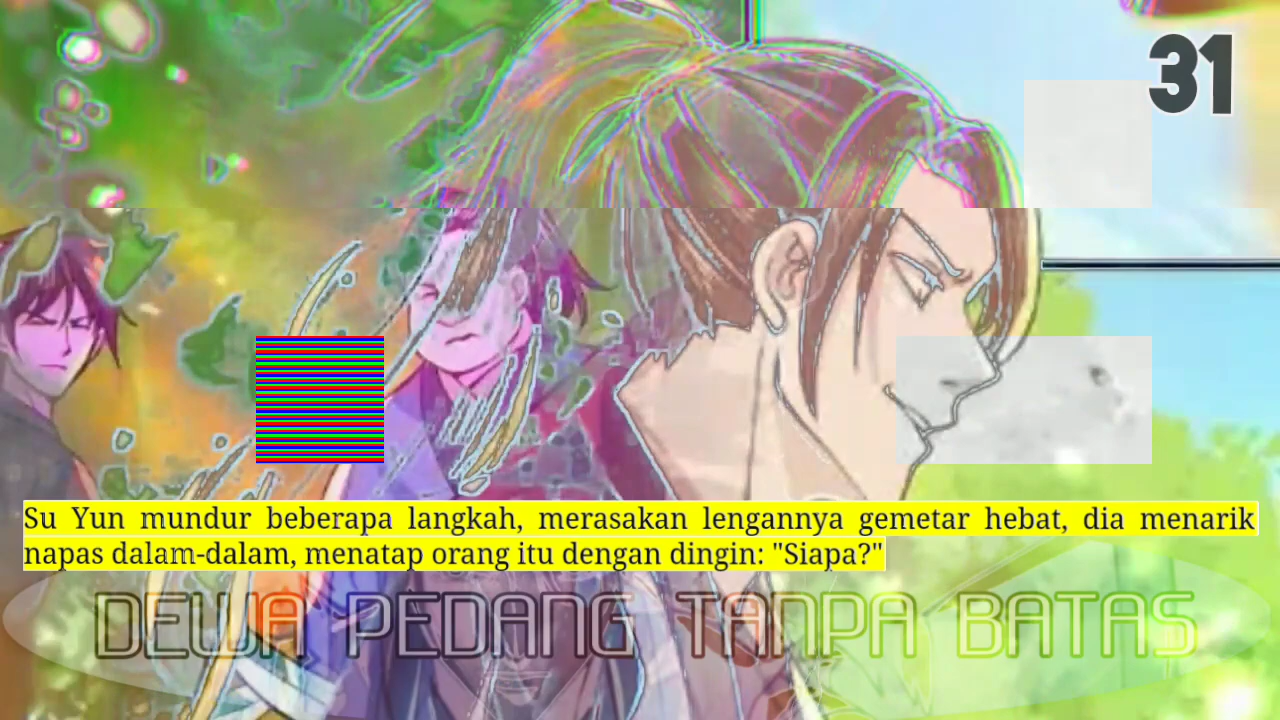 31
Su Yun mundur beberapa langkah, merasakan lengannya gemetar hebat, dia menarik
napas dalam-dalam, menatap orang itu dengan dingin: "Siapa?"
DEWA PEDANG TANPA BATAS